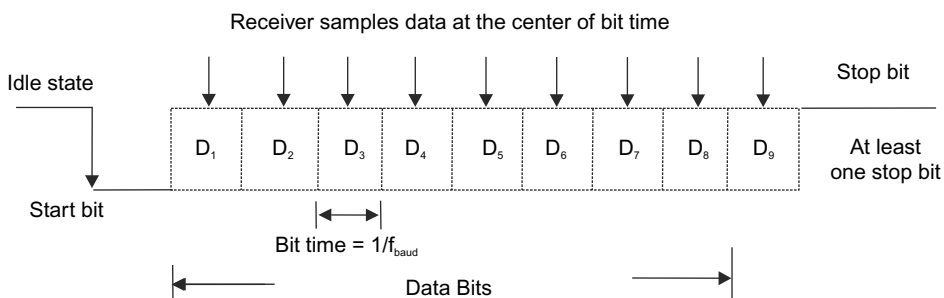 Receiver samples data at the center of bit time
Idle state
Stop bit
D₁ D₂ D₃ D₄ D₅ D₆ D₇ D₈ D₉
At least
one stop bit
Start bit
Bit time = 1/f_baud
Data Bits